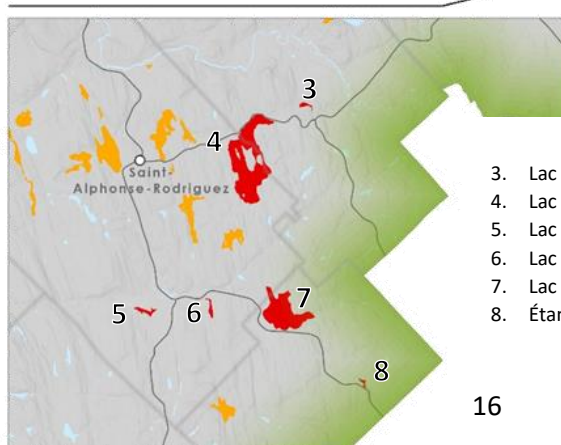 3
4
Saint-
Alphonse-Rodriguez
5
6
7
8
3. Lac
4. Lac
5. Lac
6. Lac
7. Lac
8. Étan
16